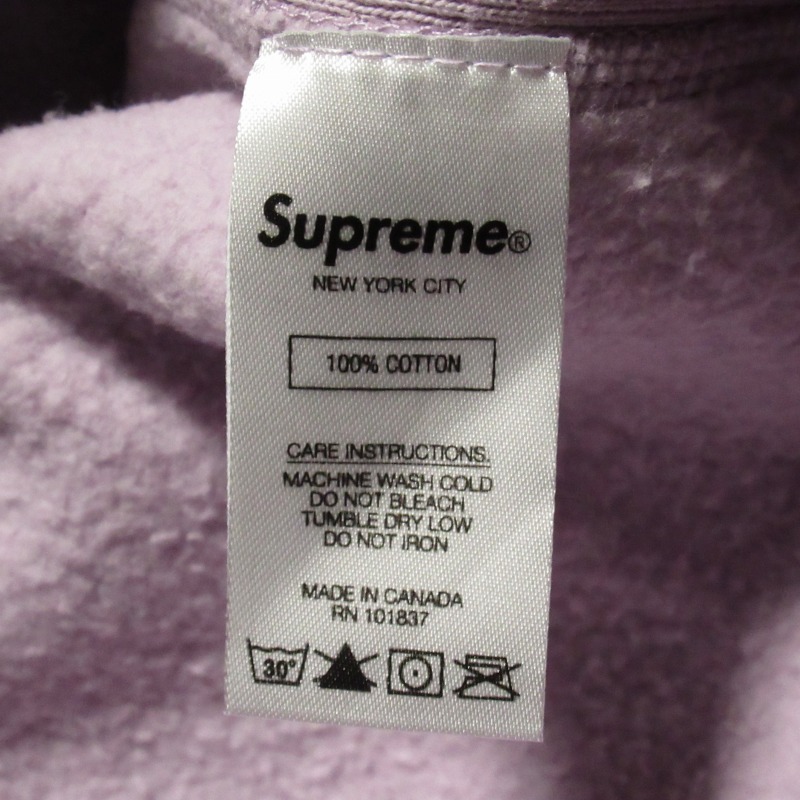 Supreme®
NEW YORK CITY
100% COTTON
CARE INSTRUCTIONS.
MACHINE WASH COLD
DO NOT BLEACH
TUMBLE DRY LOW
DO NOT IRON
MADE IN CANADA
RN 101837
30°